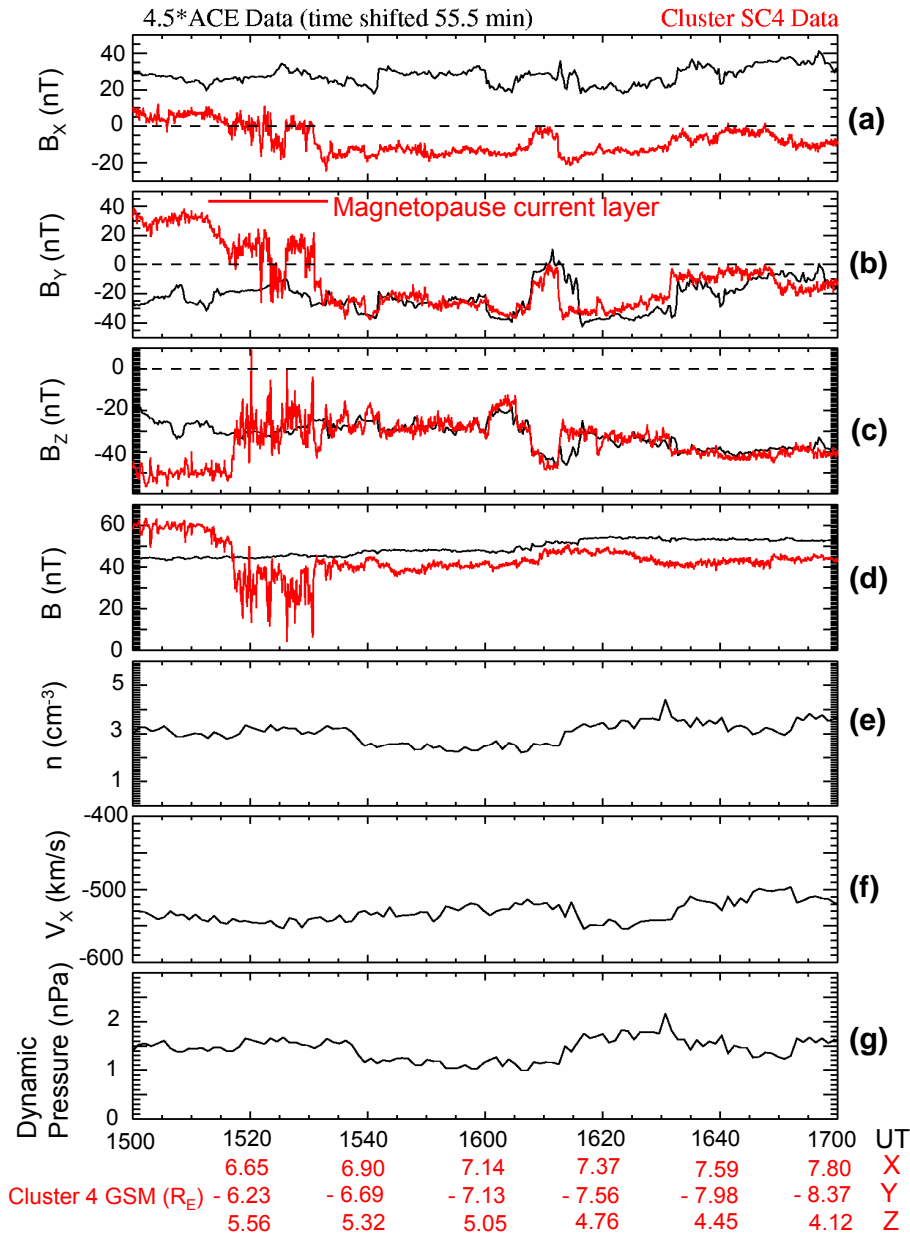 4.5*ACE Data (time shifted 55.5 min) Cluster SC4 Data
40
20
0
-20
B_X (nT)
(a)
40
20
0
-20
-40
B_Y (nT)
Magnetopause current layer
(b)
0
-20
-40
B_Z (nT)
(c)
60
40
20
0
B (nT)
(d)
5
3
1
n (cm⁻³)
(e)
-400
-500
-600
V_X (km/s)
(f)
2
1
0
Dynamic
Pressure (nPa)
(g)
1500 1520 1540 1600 1620 1640 1700 UT
6.65 6.90 7.14 7.37 7.59 7.80 X
Cluster 4 GSM (R_E) - 6.23 - 6.69 - 7.13 - 7.56 - 7.98 - 8.37 Y
5.56 5.32 5.05 4.76 4.45 4.12 Z